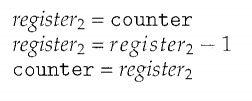 register₂ = counter
register₂ = register₂ − 1
counter = register₂